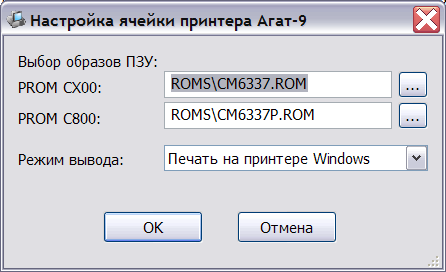 Настройка ячейки принтера Агат-9
Выбор образов ПЗУ:
PROM CX00: ROMS\CM6337.ROM ...
PROM C800: ROMS\CM6337P.ROM ...
Режим вывода: Печать на принтере Windows
OK Отмена